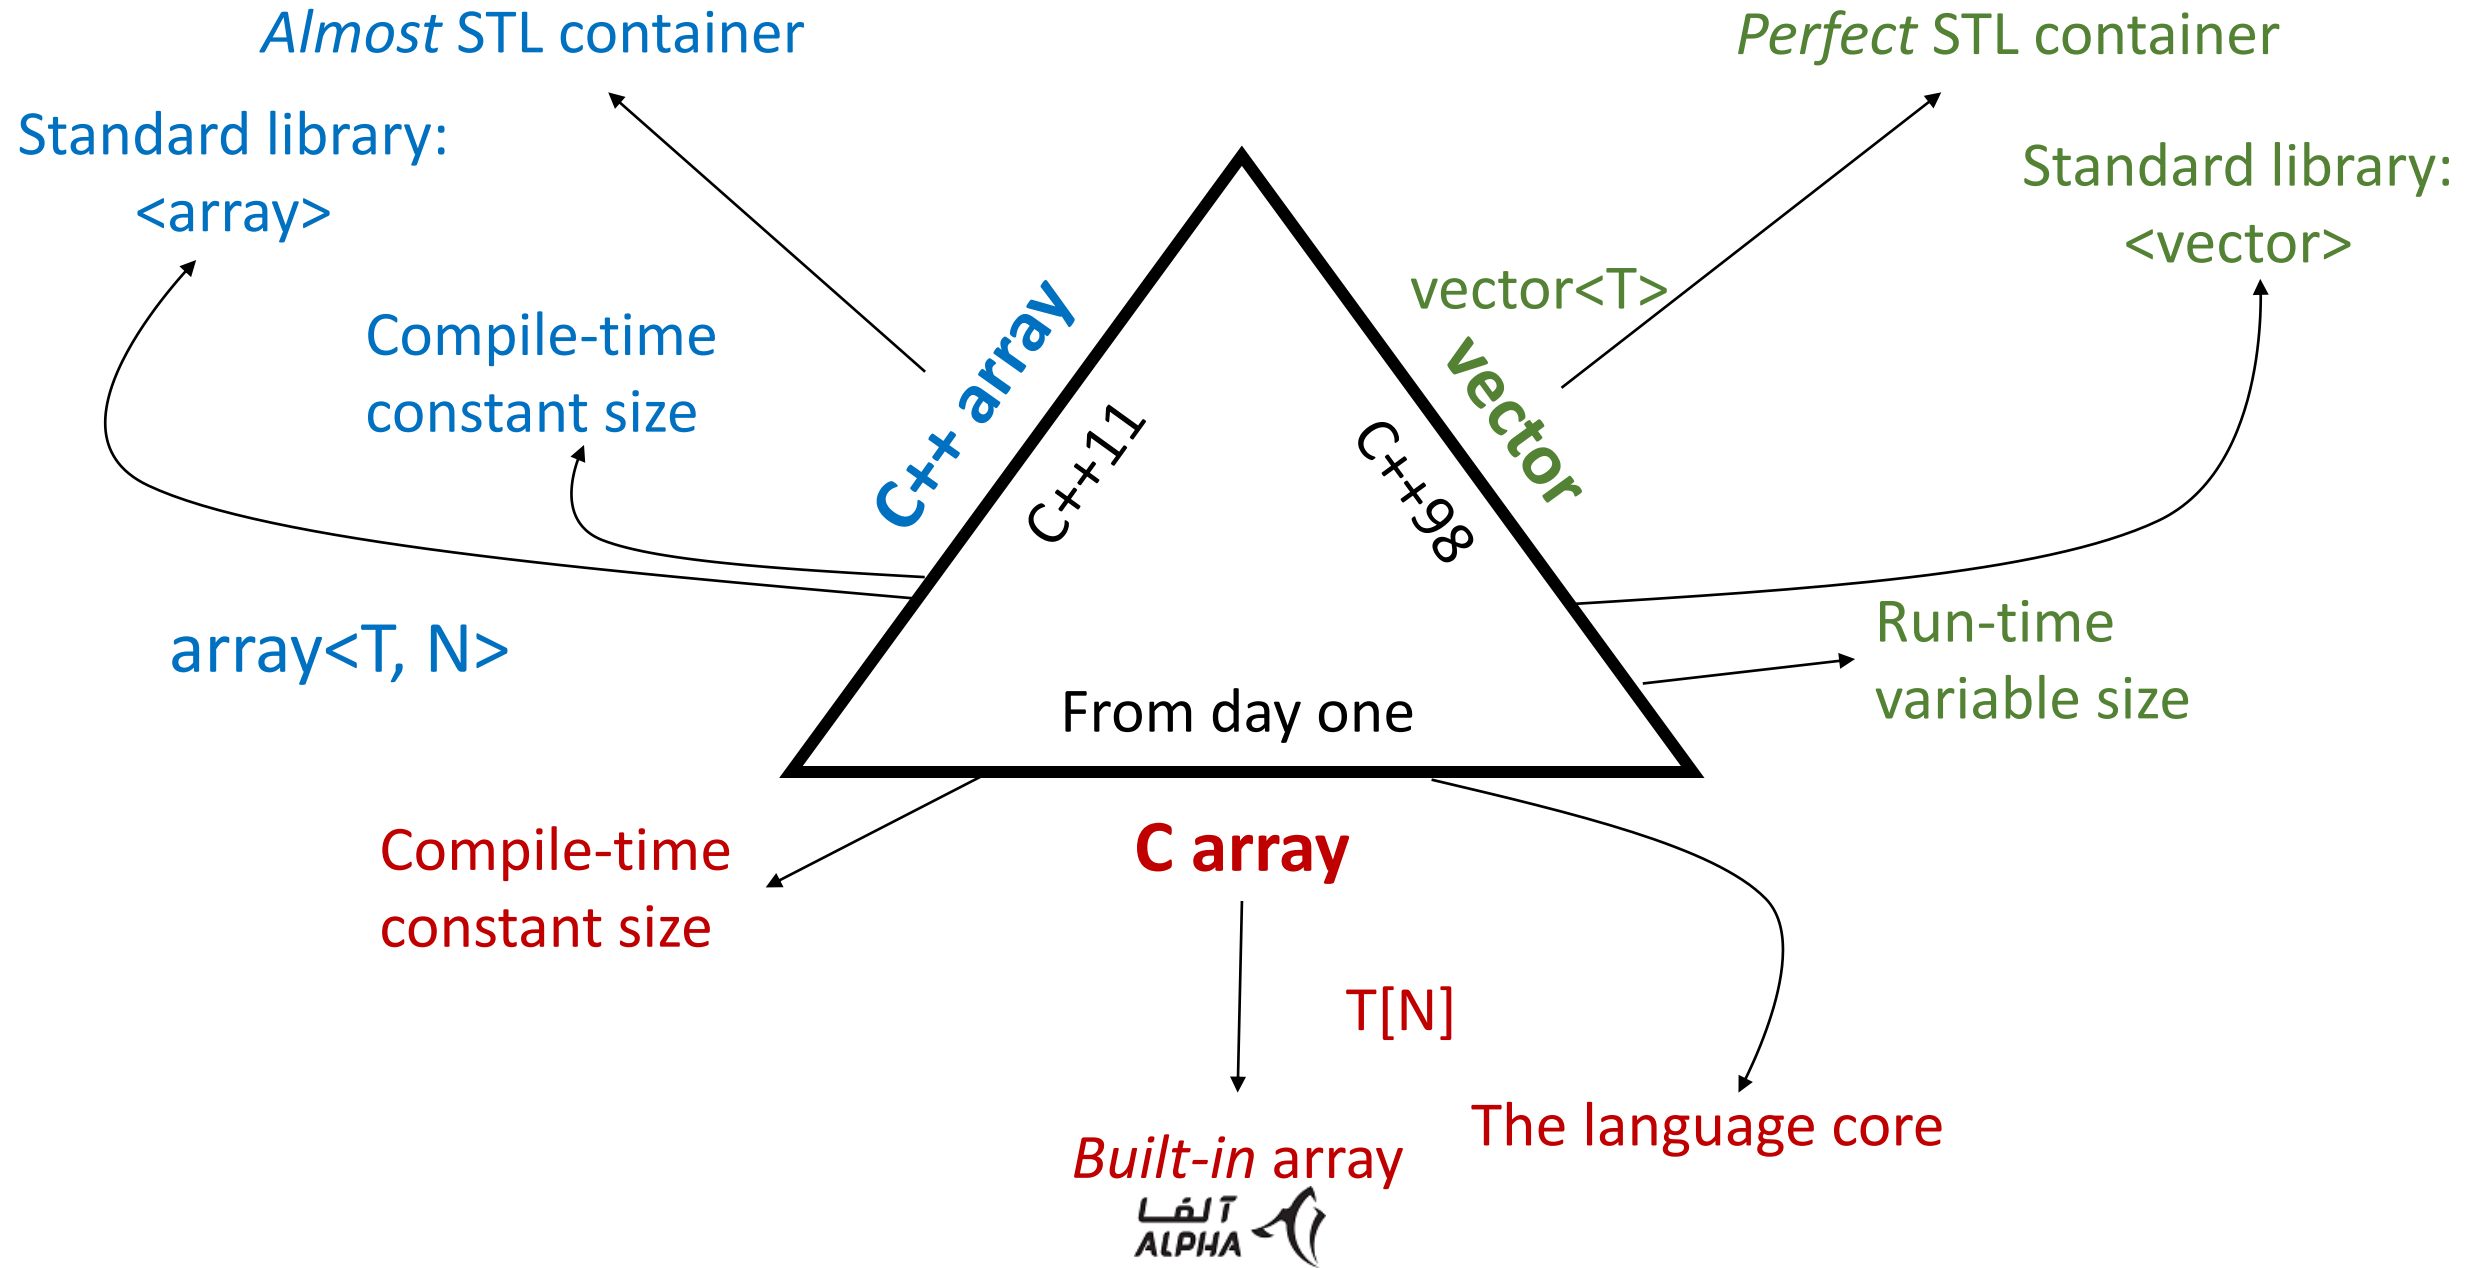 Almost STL container
Perfect STL container
Standard library:
<array>
Standard library:
<vector>
Compile-time
constant size
vector<T>
C++ array
vector
C++11
C++98
array<T, N>
Run-time
variable size
From day one
Compile-time
constant size
C array
T[N]
The language core
Built-in array
آلفا
ALPHA